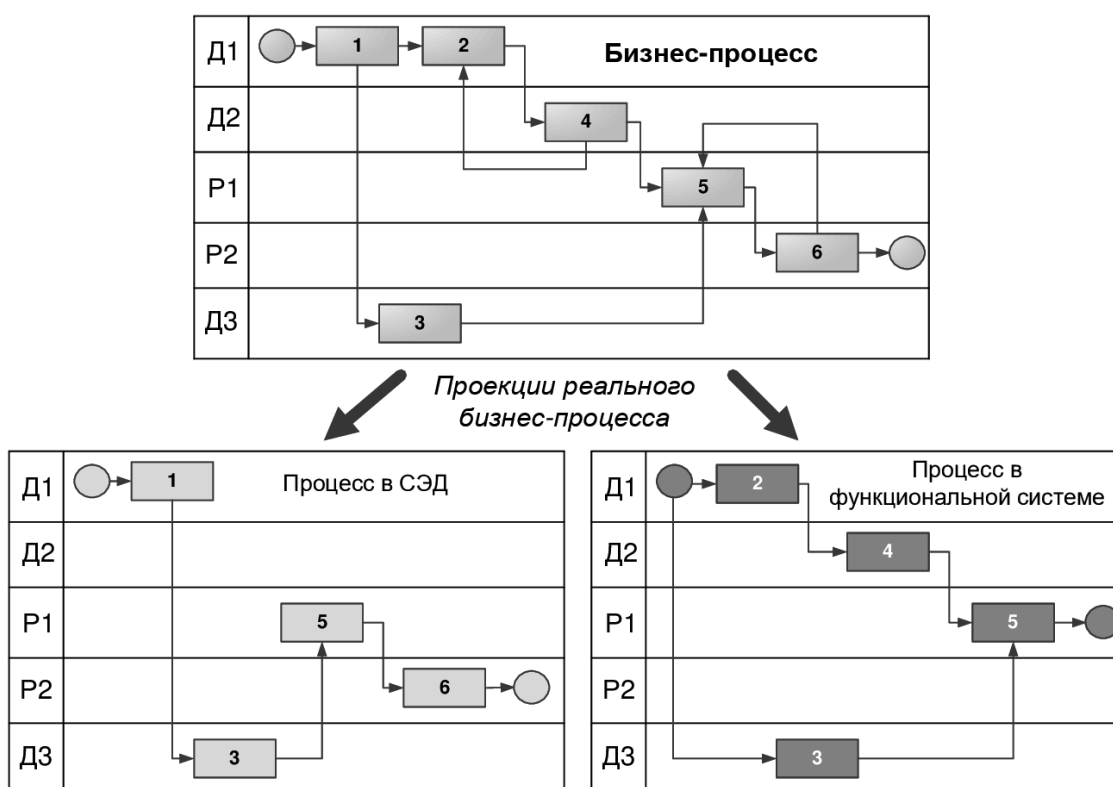 Д1
1
2
Бизнес-процесс
Д2
4
Р1
5
Р2
6
Д3
3
Проекции реального
бизнес-процесса
Д1
1
Процесс в СЭД
Д2
Р1
5
Р2
6
Д3
3
Д1
2
Процесс в
функциональной системе
Д2
4
Р1
5
Р2
Д3
3